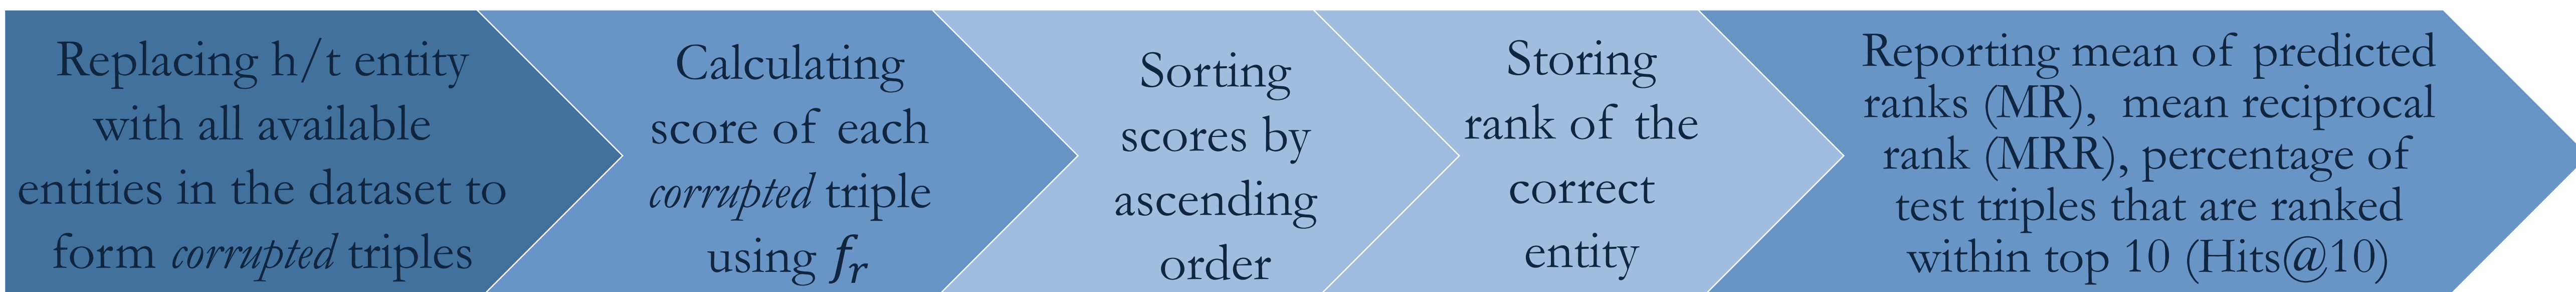 Replacing h/t entity
with all available
entities in the dataset to
form corrupted triples
Calculating
score of each
corrupted triple
using fr
Sorting
scores by
ascending
order
Storing
rank of the
correct
entity
Reporting mean of predicted
ranks (MR), mean reciprocal
rank (MRR), percentage of
test triples that are ranked
within top 10 (Hits@10)